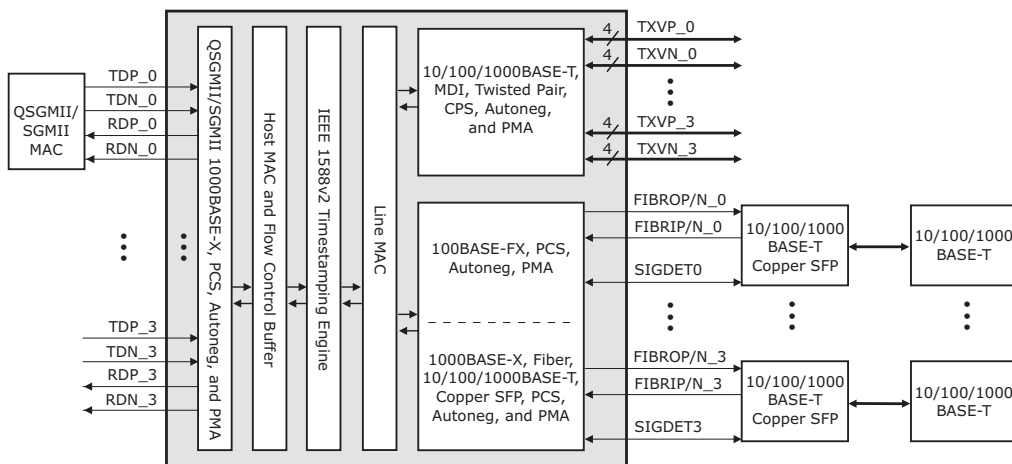 QSGMII/
SGMII
MAC
TDP_0
TDN_0
RDP_0
RDN_0
TDP_3
TDN_3
RDP_3
RDN_3
QSGMII/SGMII 1000BASE-X, PCS, Autoneg, and PMA
Host MAC and Flow Control Buffer
IEEE 1588v2 Timestamping Engine
Line MAC
10/100/1000BASE-T,
MDI, Twisted Pair,
CPS, Autoneg,
and PMA
4 TXVP_0
4 TXVN_0
4 TXVP_3
4 TXVN_3
100BASE-FX, PCS,
Autoneg, PMA
1000BASE-X, Fiber,
10/100/1000BASE-T,
Copper SFP, PCS,
Autoneg, and PMA
FIBROP/N_0
FIBRIP/N_0
SIGDET0
10/100/1000
BASE-T
Copper SFP
10/100/1000
BASE-T
FIBROP/N_3
FIBRIP/N_3
SIGDET3
10/100/1000
BASE-T
Copper SFP
10/100/1000
BASE-T